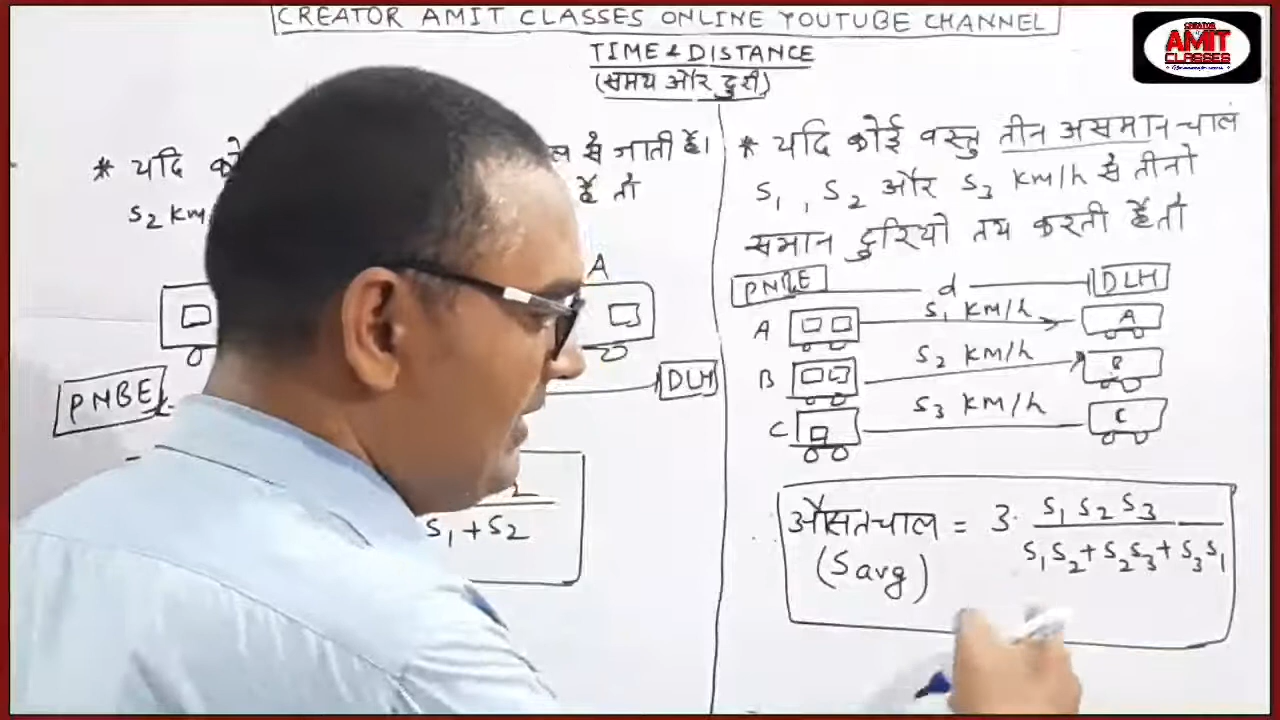 CREATOR AMIT CLASSES ONLINE YOUTUBE CHANNEL
CREATOR
AMIT
CLASSES
TIME & DISTANCE
(समय और दुरी)
* यदि को
से जाती है।
S₂ km
है तो
A
PNBE
DLH
S₁ + S₂
* यदि कोई वस्तु तीन असमान चाल
S₁, S₂ और S₃ km/h से तीनो
समान दुरियो तय करती है तो
PNBE d DLH
A S₁ km/h A
B S₂ km/h B
C S₃ km/h C
औसत चाल = 3. S₁ S₂ S₃
S₁S₂ + S₂S₃ + S₃S₁
(S avg)